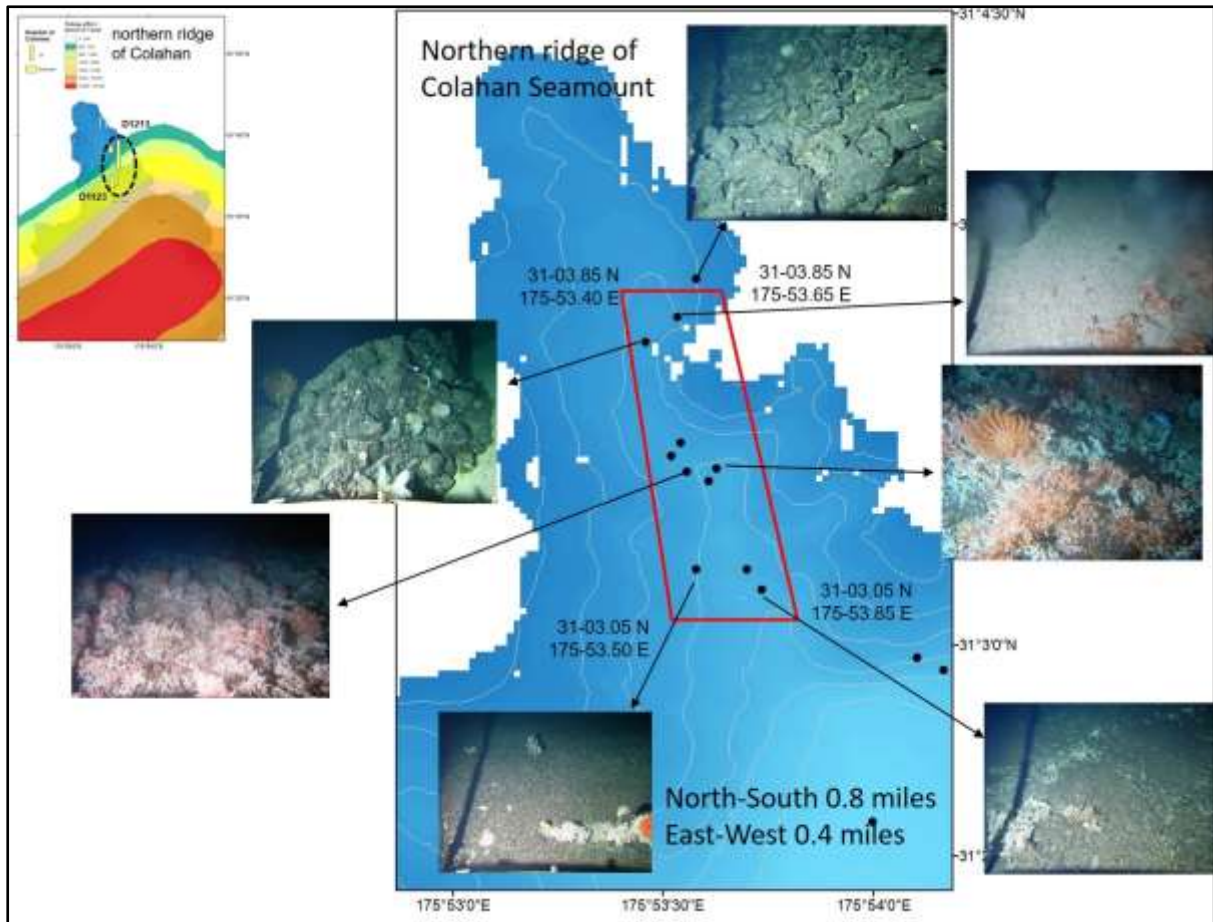 northern ridge
of Colahan
D1211
D1123
Northern ridge of
Colahan Seamount
31°4'30"N
31-03.85 N
175-53.40 E
31-03.85 N
175-53.65 E
31-03.05 N
175-53.50 E
31-03.05 N
175-53.85 E
31°3'0"N
North-South 0.8 miles
East-West 0.4 miles
175°53'0"E
175°53'30"E
175°54'0"E